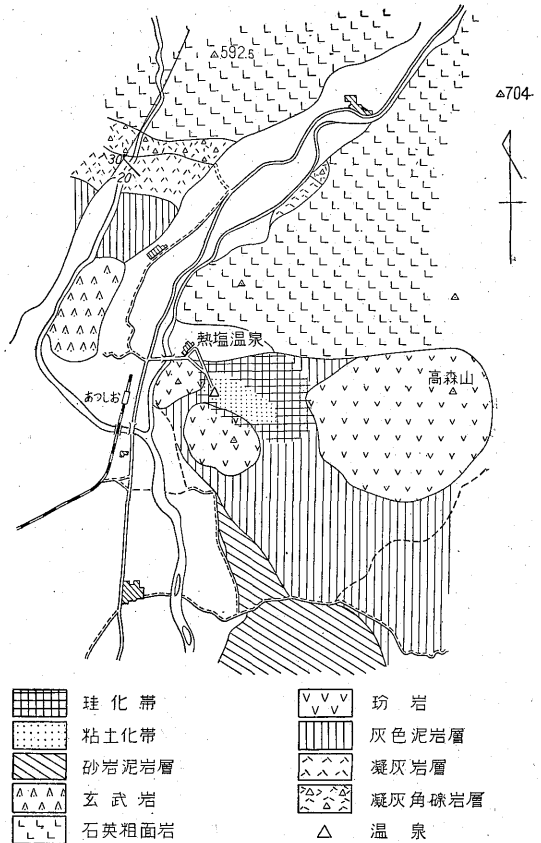 592.5
704
30
20
熱塩温泉
高森山
あつしお
珪化帯
粘土化帯
砂岩泥岩層
玄武岩
石英粗面岩
玢岩
灰色泥岩層
凝灰岩層
凝灰角礫岩層
温泉